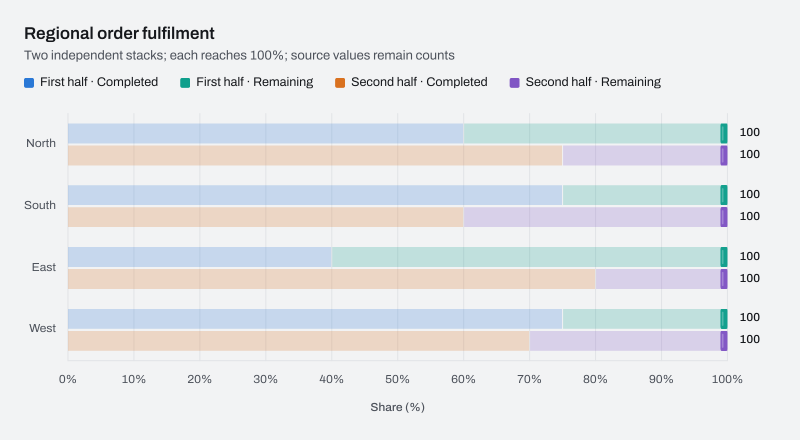 Regional order fulfilment
Two independent stacks; each reaches 100%; source values remain counts
First half · Completed First half · Remaining Second half · Completed Second half · Remaining
North
100
100
South
100
100
East
100
100
West
100
100
0% 10% 20% 30% 40% 50% 60% 70% 80% 90% 100%
Share (%)